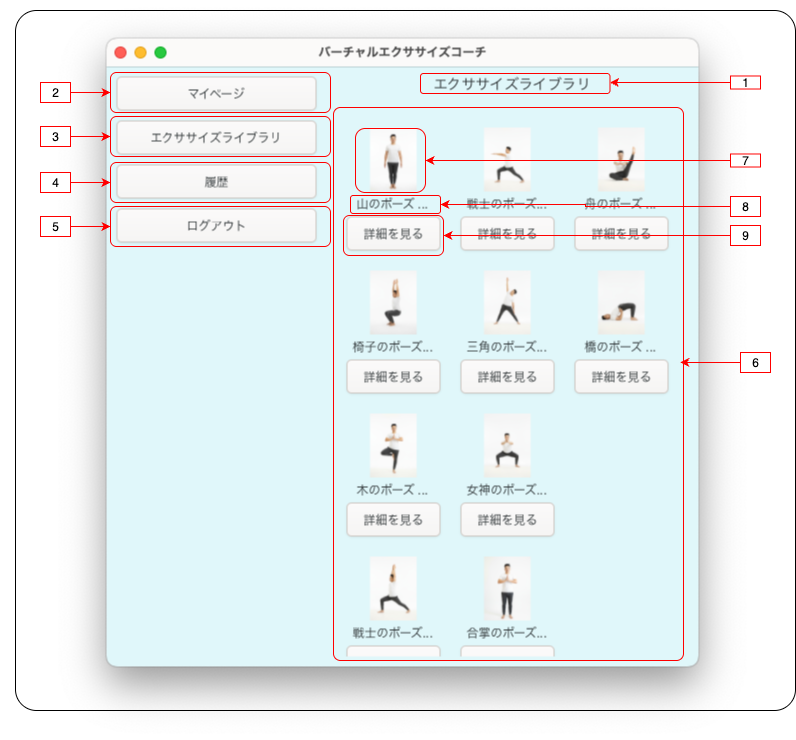 バーチャルエクササイズコーチ
エクササイズライブラリ
1
2
マイページ
3
エクササイズライブラリ
4
履歴
5
ログアウト
7
山のポーズ ...
戦士のポーズ...
舟のポーズ ...
8
詳細を見る
詳細を見る
詳細を見る
9
椅子のポーズ...
三角のポーズ...
橋のポーズ ...
詳細を見る
詳細を見る
詳細を見る
6
木のポーズ ...
女神のポーズ...
詳細を見る
詳細を見る
戦士のポーズ...
合掌のポーズ...